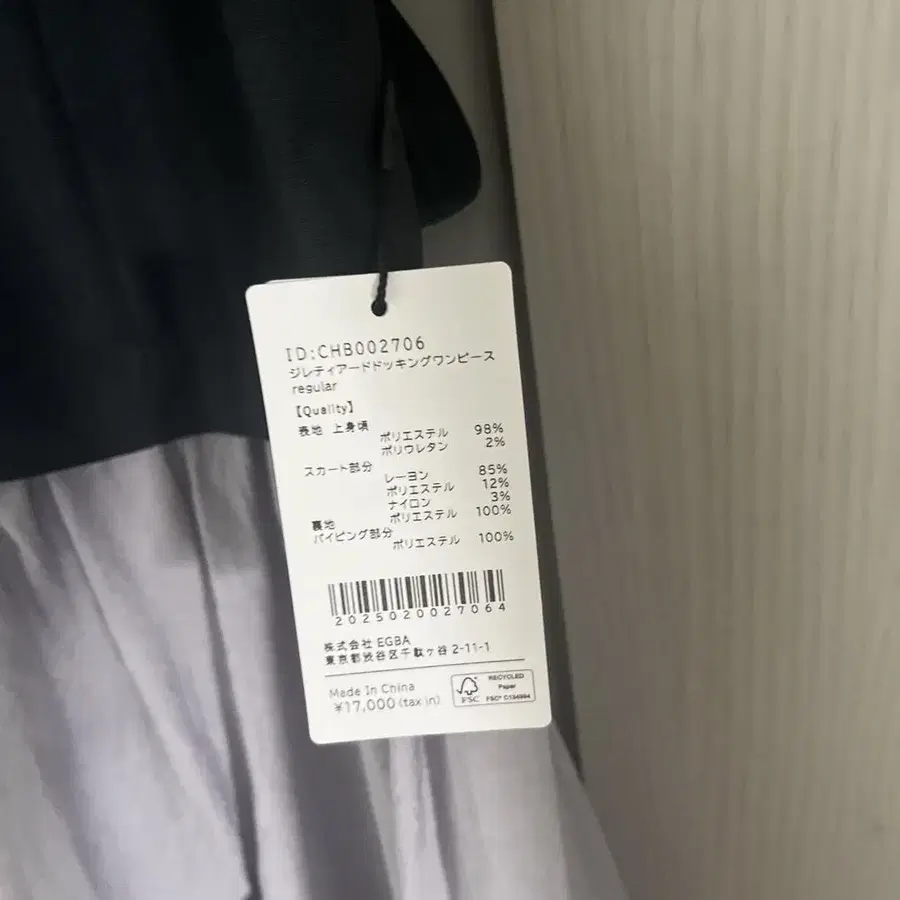 ID:CHB002706
ジレティアードドッキングワンピース
regular
【Quality】
表地 上身頃
ポリエステル 98%
ポリウレタン 2%
スカート部分
レーヨン 85%
ポリエステル 12%
ナイロン 3%
裏地 ポリエステル 100%
パイピング部分
ポリエステル 100%
2025020027064
株式会社 EGBA
東京都渋谷区千駄ヶ谷 2-11-1
Made In China
¥17,000 (tax in)
FSC
RECYCLED
Paper
FSC® C134994